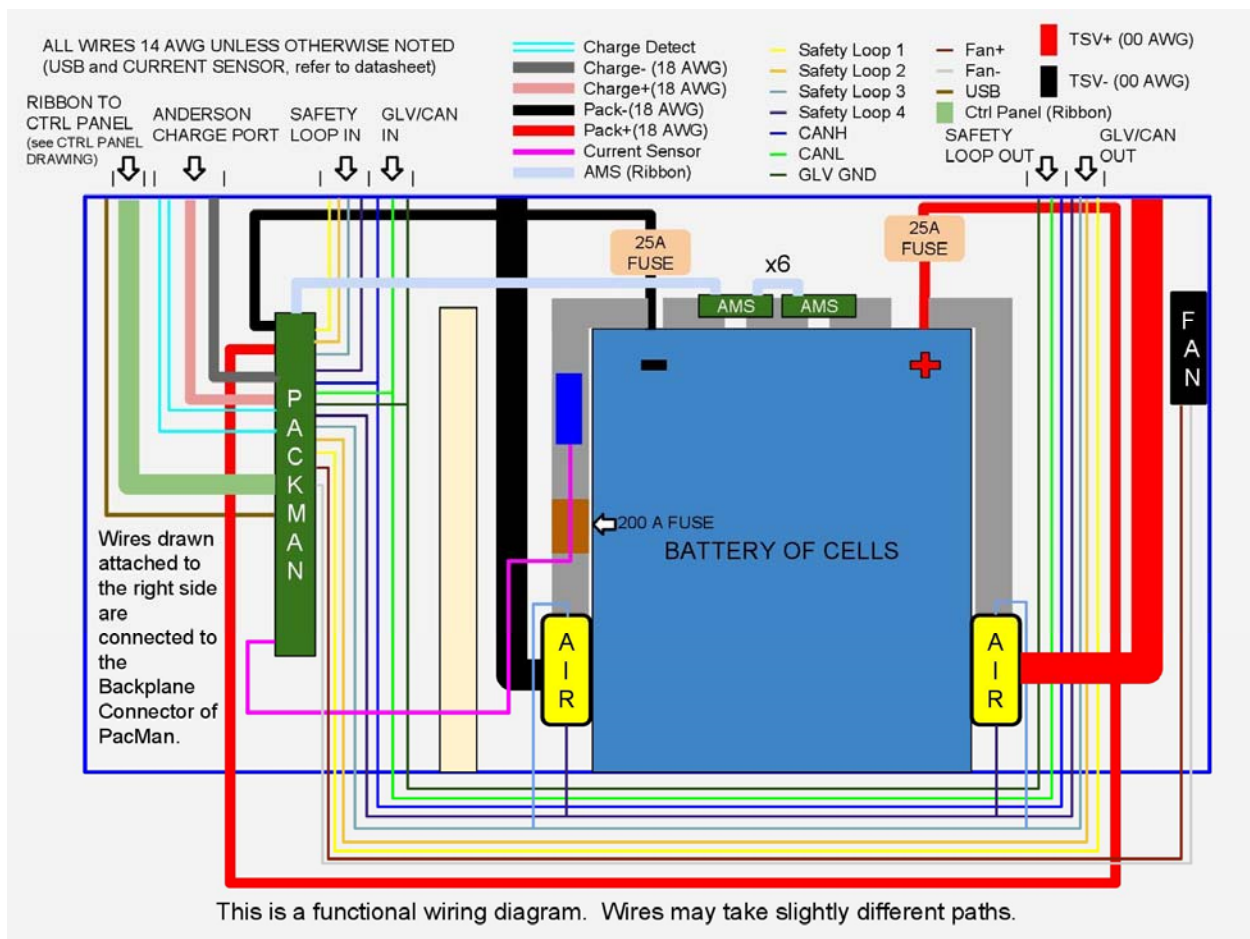 ALL WIRES 14 AWG UNLESS OTHERWISE NOTED
(USB and CURRENT SENSOR, refer to datasheet)
RIBBON TO
CTRL PANEL
(see CTRL PANEL
DRAWING)
ANDERSON
CHARGE PORT
SAFETY
LOOP IN
GLV/CAN
IN
Charge Detect
Charge- (18 AWG)
Charge+(18 AWG)
Pack-(18 AWG)
Pack+(18 AWG)
Current Sensor
AMS (Ribbon)
Safety Loop 1
Safety Loop 2
Safety Loop 3
Safety Loop 4
CANH
CANL
GLV GND
Fan+
Fan-
USB
Ctrl Panel (Ribbon)
TSV+ (00 AWG)
TSV- (00 AWG)
SAFETY
LOOP OUT
GLV/CAN
OUT
25A
FUSE
x6
25A
FUSE
AMS
AMS
FAN
PACKMAN
200 A FUSE
BATTERY OF CELLS
AIR
AIR
Wires drawn
attached to
the right side
are
connected to
the
Backplane
Connector of
PacMan.
This is a functional wiring diagram. Wires may take slightly different paths.